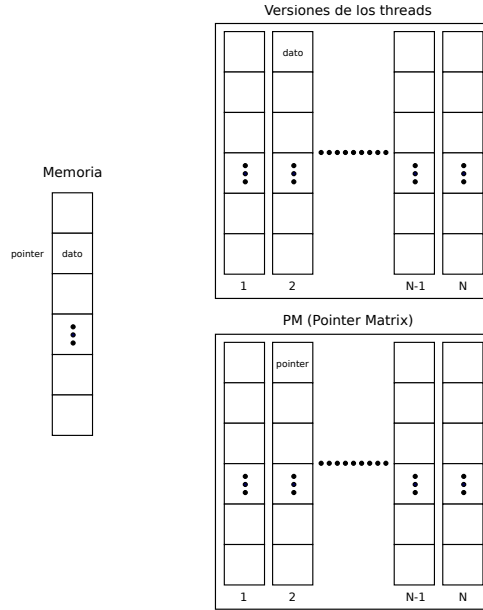 Versiones de los threads
dato
1 2 N-1 N
Memoria
pointer dato
PM (Pointer Matrix)
pointer
1 2 N-1 N